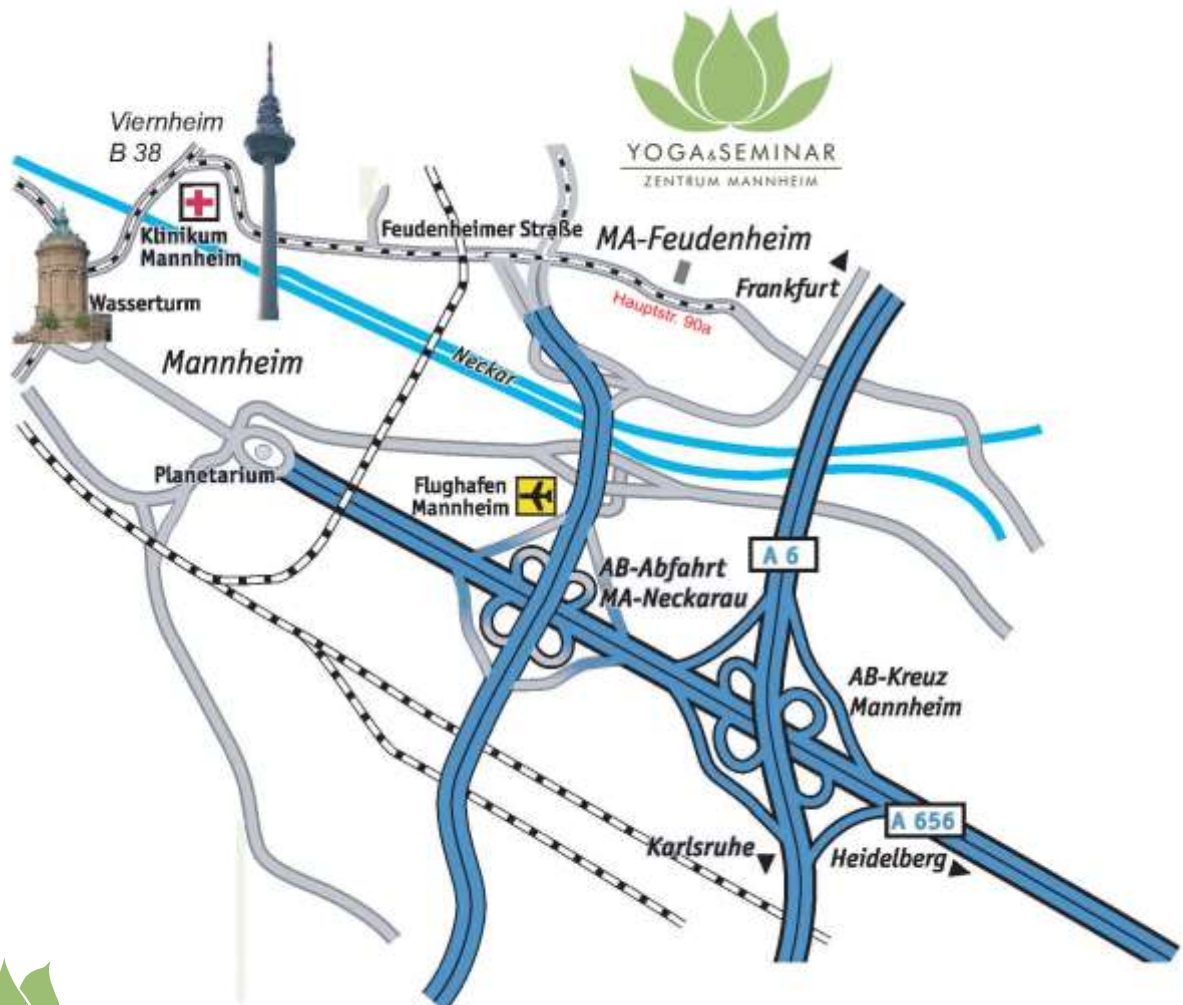 YOGA&SEMINAR
ZENTRUM MANNHEIM
Viernheim
B 38
Klinikum
Mannheim
Feudenheimer Straße
MA-Feudenheim
Frankfurt
Hauptstr. 90a
Wasserturm
Mannheim
Neckar
Planetarium
Flughafen
Mannheim
A 6
AB-Abfahrt
MA-Neckarau
AB-Kreuz
Mannheim
A 656
Karlsruhe
Heidelberg